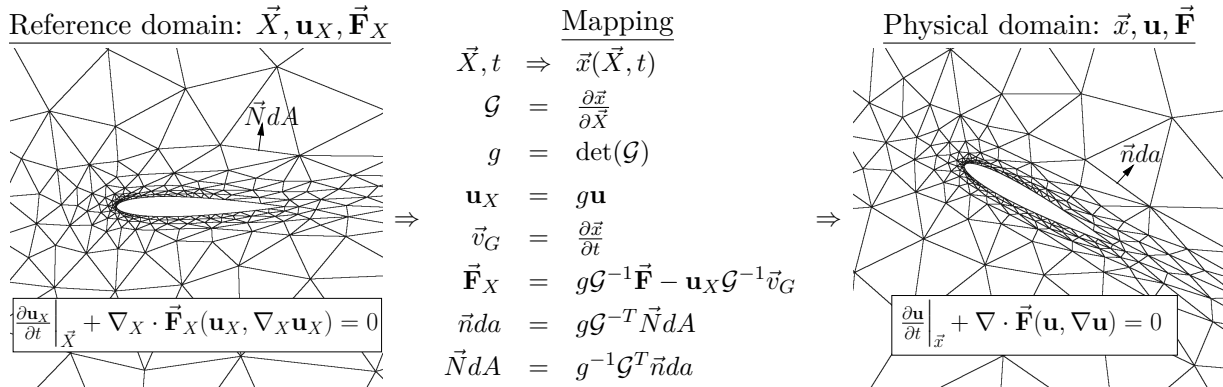 Reference domain: $\vec{X}, \mathbf{u}_X, \vec{\mathbf{F}}_X$
$\vec{N}dA$
$\left.\frac{\partial \mathbf{u}_X}{\partial t}\right|_{\vec{X}} + \nabla_X \cdot \vec{\mathbf{F}}_X(\mathbf{u}_X, \nabla_X \mathbf{u}_X) = 0$
$\Rightarrow$
Mapping
$\vec{X}, t \Rightarrow \vec{x}(\vec{X}, t)$
$\mathcal{G} = \frac{\partial \vec{x}}{\partial \vec{X}}$
$g = \det(\mathcal{G})$
$\mathbf{u}_X = g\mathbf{u}$
$\vec{v}_G = \frac{\partial \vec{x}}{\partial t}$
$\vec{\mathbf{F}}_X = g\mathcal{G}^{-1}\vec{\mathbf{F}} - \mathbf{u}_X \mathcal{G}^{-1}\vec{v}_G$
$\vec{n}da = g\mathcal{G}^{-T}\vec{N}dA$
$\vec{N}dA = g^{-1}\mathcal{G}^{T}\vec{n}da$
$\Rightarrow$
Physical domain: $\vec{x}, \mathbf{u}, \vec{\mathbf{F}}$
$\vec{n}da$
$\left.\frac{\partial \mathbf{u}}{\partial t}\right|_{\vec{x}} + \nabla \cdot \vec{\mathbf{F}}(\mathbf{u}, \nabla \mathbf{u}) = 0$